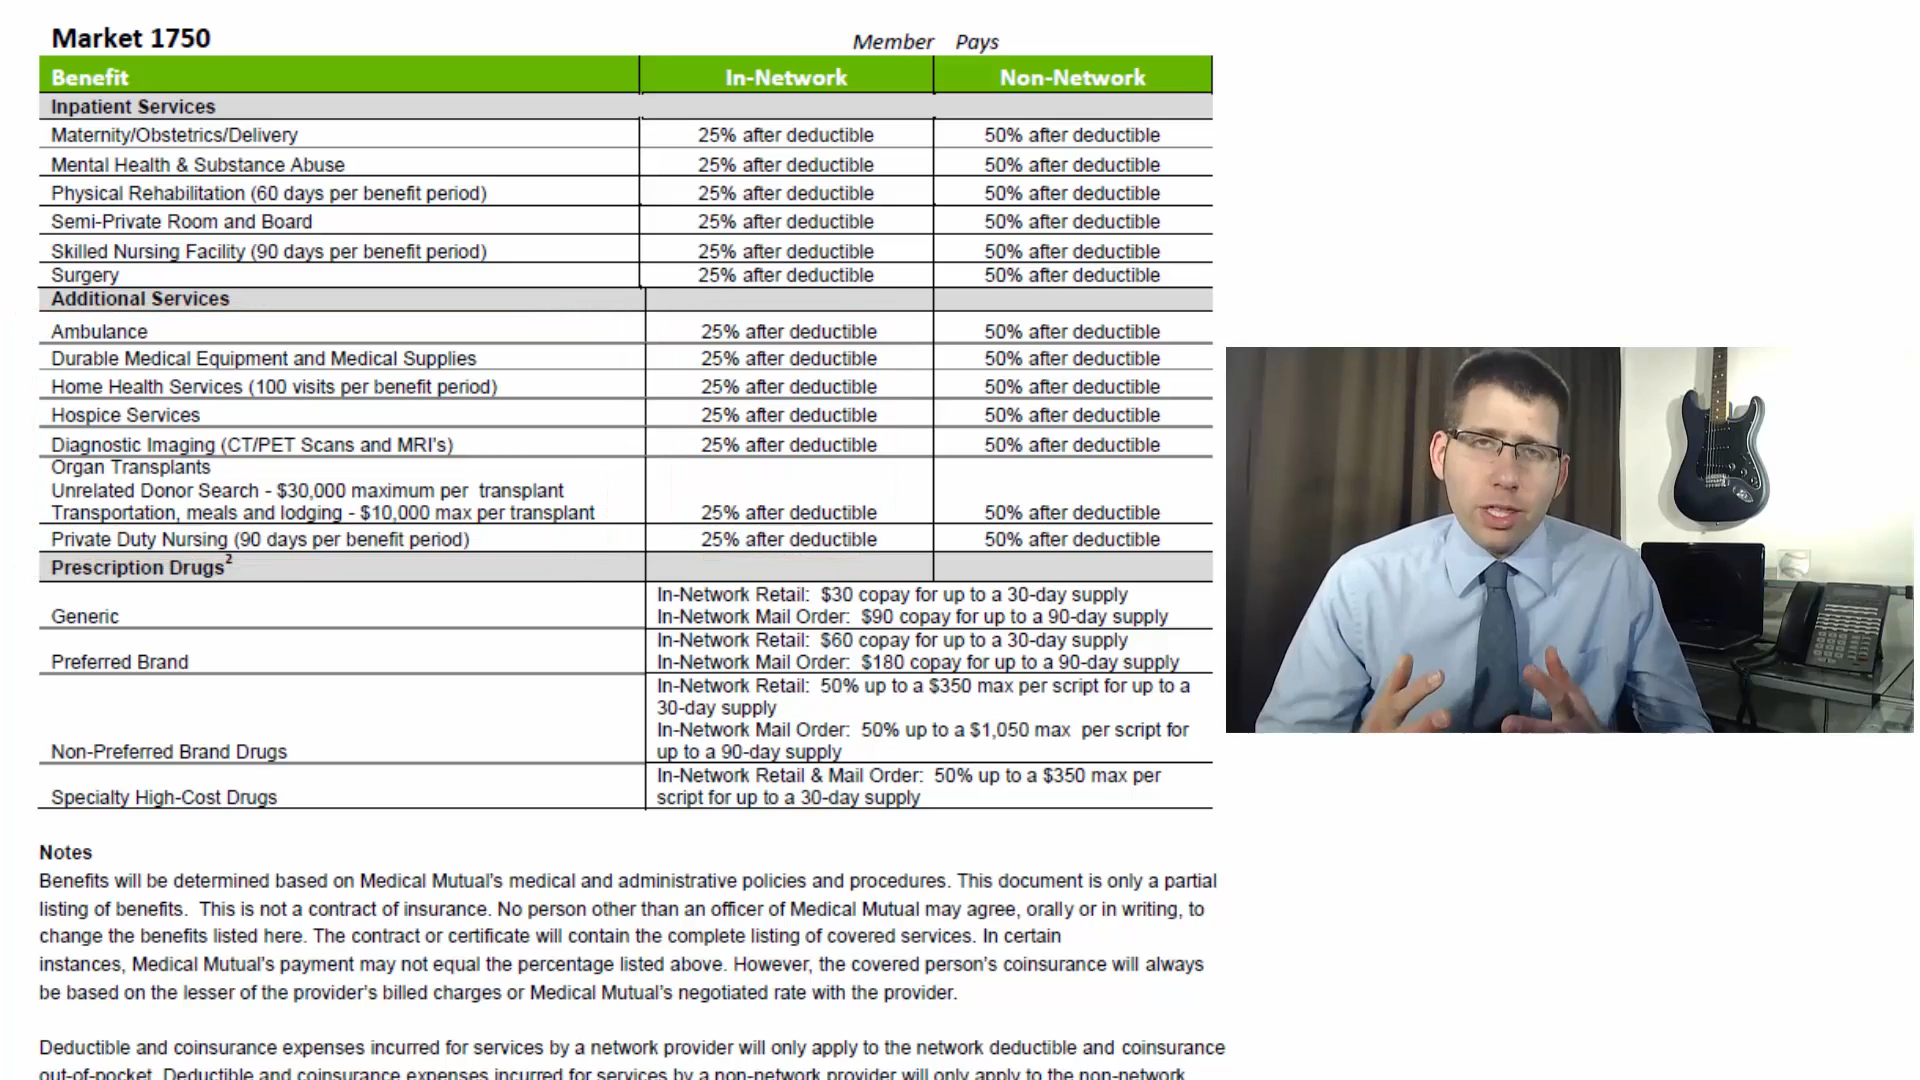 Market 1750
Member Pays
Benefit In-Network Non-Network
Inpatient Services
Maternity/Obstetrics/Delivery 25% after deductible 50% after deductible
Mental Health & Substance Abuse 25% after deductible 50% after deductible
Physical Rehabilitation (60 days per benefit period) 25% after deductible 50% after deductible
Semi-Private Room and Board 25% after deductible 50% after deductible
Skilled Nursing Facility (90 days per benefit period) 25% after deductible 50% after deductible
Surgery 25% after deductible 50% after deductible
Additional Services
Ambulance 25% after deductible 50% after deductible
Durable Medical Equipment and Medical Supplies 25% after deductible 50% after deductible
Home Health Services (100 visits per benefit period) 25% after deductible 50% after deductible
Hospice Services 25% after deductible 50% after deductible
Diagnostic Imaging (CT/PET Scans and MRI's) 25% after deductible 50% after deductible
Organ Transplants
Unrelated Donor Search - $30,000 maximum per transplant
Transportation, meals and lodging - $10,000 max per transplant 25% after deductible 50% after deductible
Private Duty Nursing (90 days per benefit period) 25% after deductible 50% after deductible
Prescription Drugs2
In-Network Retail: $30 copay for up to a 30-day supply
Generic In-Network Mail Order: $90 copay for up to a 90-day supply
In-Network Retail: $60 copay for up to a 30-day supply
Preferred Brand In-Network Mail Order: $180 copay for up to a 90-day supply
In-Network Retail: 50% up to a $350 max per script for up to a
30-day supply
In-Network Mail Order: 50% up to a $1,050 max per script for
Non-Preferred Brand Drugs up to a 90-day supply
In-Network Retail & Mail Order: 50% up to a $350 max per
Specialty High-Cost Drugs script for up to a 30-day supply
Notes
Benefits will be determined based on Medical Mutual's medical and administrative policies and procedures. This document is only a partial
listing of benefits. This is not a contract of insurance. No person other than an officer of Medical Mutual may agree, orally or in writing, to
change the benefits listed here. The contract or certificate will contain the complete listing of covered services. In certain
instances, Medical Mutual's payment may not equal the percentage listed above. However, the covered person's coinsurance will always
be based on the lesser of the provider's billed charges or Medical Mutual's negotiated rate with the provider.
Deductible and coinsurance expenses incurred for services by a network provider will only apply to the network deductible and coinsurance
out-of-pocket. Deductible and coinsurance expenses incurred for services by a non-network provider will only apply to the non-network